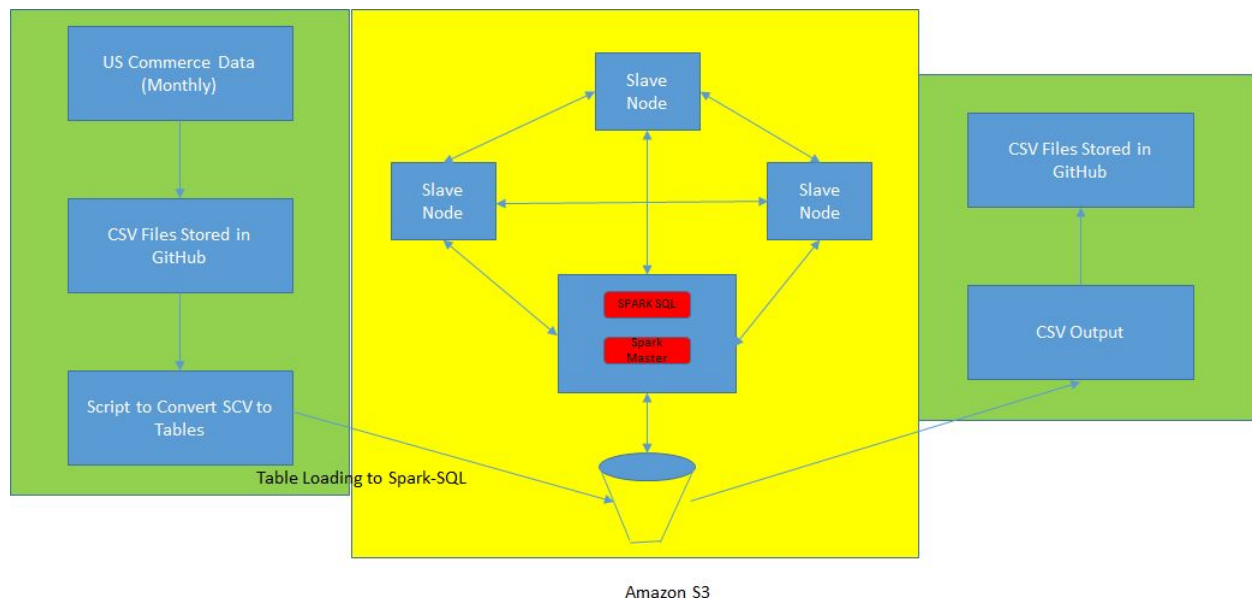 US Commerce Data
(Monthly)
CSV Files Stored in
GitHub
Script to Convert SCV to
Tables
Table Loading to Spark-SQL
Slave
Node
Slave
Node
Slave
Node
SPARK SQL
Spark
Master
Amazon S3
CSV Files Stored in
GitHub
CSV Output